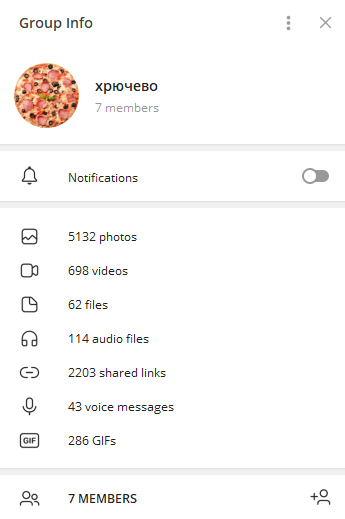 Group Info
хрючево
7 members
Notifications
5132 photos
698 videos
62 files
114 audio files
2203 shared links
43 voice messages
GIF 286 GIFs
7 MEMBERS